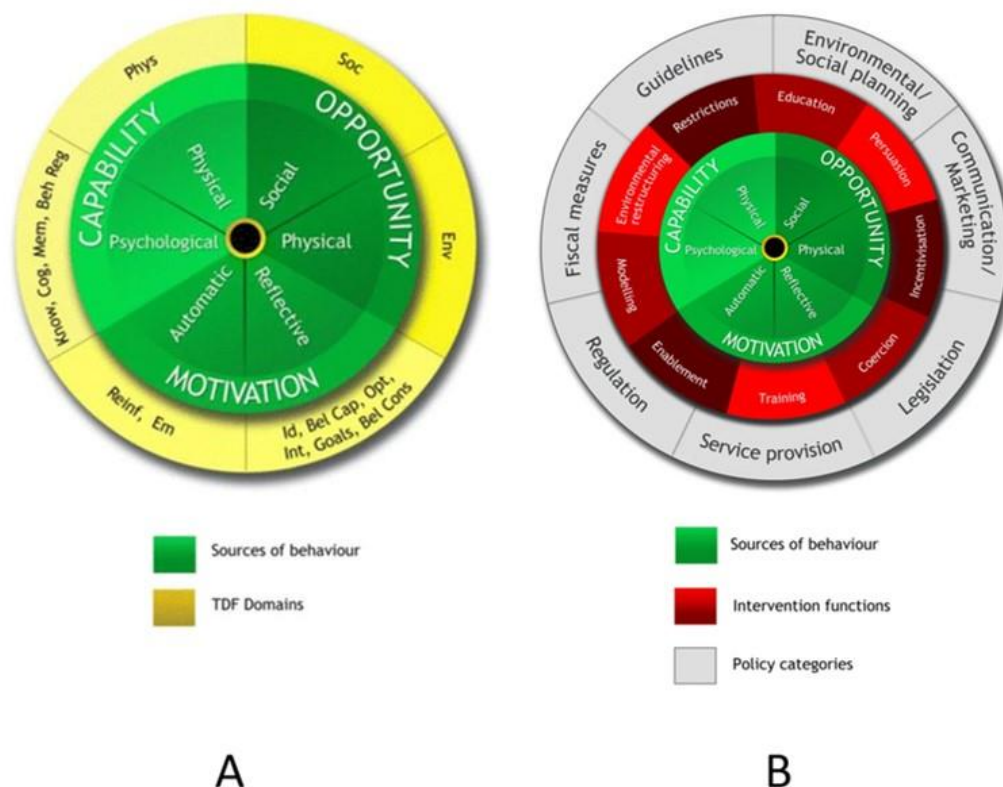 Phys
Soc
Env
Id, Bel Cap, Opt,
Int, Goals, Bel Cons
Reinf, Em
Know, Cog, Mem, Beh Reg
CAPABILITY
OPPORTUNITY
MOTIVATION
Physical
Social
Physical
Reflective
Automatic
Psychological
Sources of behaviour
TDF Domains
A
Guidelines
Environmental/
Social planning
Communication/
Marketing
Legislation
Service provision
Regulation
Fiscal measures
Restrictions
Education
Persuasion
Incentivisation
Coercion
Training
Enablement
Modelling
Environmental
restructuring
CAPABILITY
OPPORTUNITY
MOTIVATION
Physical
Social
Physical
Reflective
Automatic
Psychological
Sources of behaviour
Intervention functions
Policy categories
B